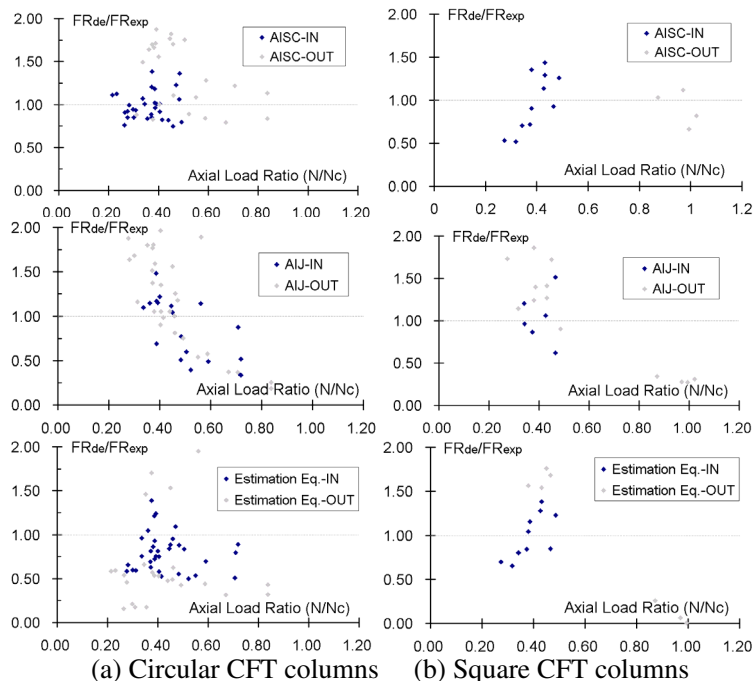 FRde/FRexp
2.00
AISC-IN
AISC-OUT
1.50
1.00
0.50
Axial Load Ratio (N/Nc)
0.00
0.00 0.20 0.40 0.60 0.80 1.00 1.20
FRde/FRexp
2.00
AISC-IN
AISC-OUT
1.50
1.00
0.50
Axial Load Ratio (N/Nc)
0.00
0 0.2 0.4 0.6 0.8 1 1.2
FRde/FRexp
2.00
AIJ-IN
AIJ-OUT
1.50
1.00
0.50
Axial Load Ratio (N/Nc)
0.00
0.00 0.20 0.40 0.60 0.80 1.00 1.20
FRde/FRexp
2.00
AIJ-IN
AIJ-OUT
1.50
1.00
0.50
Axial Load Ratio (N/Nc)
0.00
0.00 0.20 0.40 0.60 0.80 1.00 1.20
FRde/FRexp
2.00
Estimation Eq.-IN
Estimation Eq.-OUT
1.50
1.00
0.50
Axial Load Ratio (N/Nc)
0.00
0.00 0.20 0.40 0.60 0.80 1.00 1.20
FRde/FRexp
2.00
Estimation Eq.-IN
Estimation Eq.-OUT
1.50
1.00
0.50
Axial Load Ratio (N/Nc)
0.00
0.00 0.20 0.40 0.60 0.80 1.00 1.20
(a) Circular CFT columns
(b) Square CFT columns